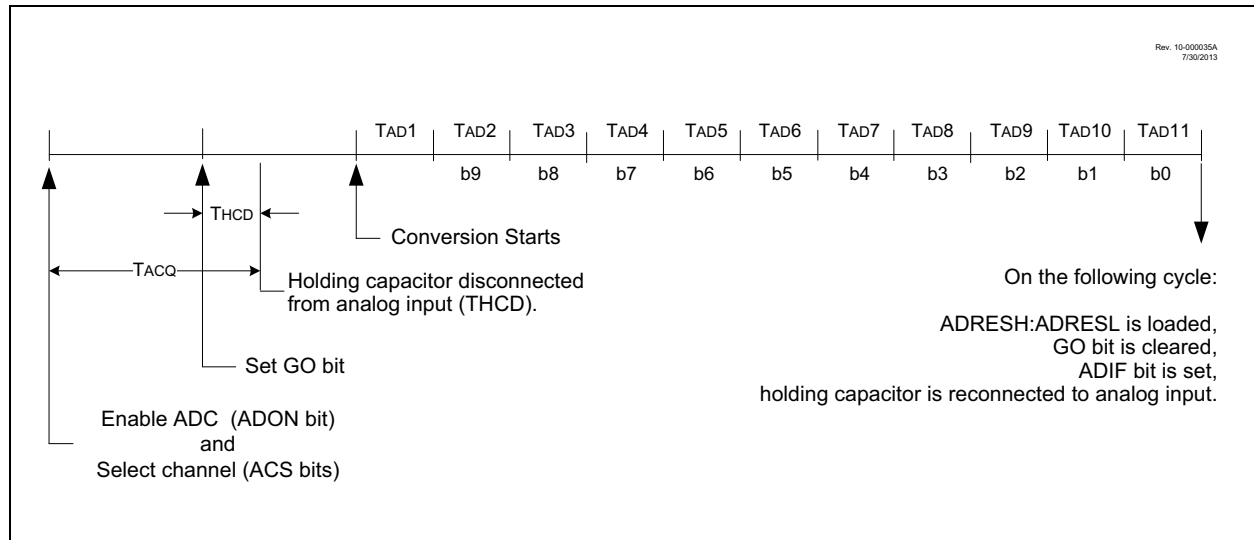 Rev. 10-000035A
7/30/2013
TAD1 TAD2 TAD3 TAD4 TAD5 TAD6 TAD7 TAD8 TAD9 TAD10 TAD11
b9 b8 b7 b6 b5 b4 b3 b2 b1 b0
THCD
Conversion Starts
TACQ
Holding capacitor disconnected
from analog input (THCD).
On the following cycle:
ADRESH:ADRESL is loaded,
GO bit is cleared,
ADIF bit is set,
holding capacitor is reconnected to analog input.
Set GO bit
Enable ADC (ADON bit)
and
Select channel (ACS bits)